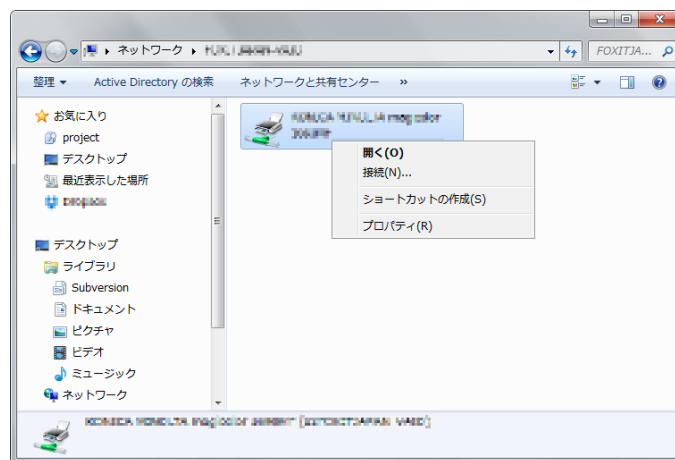 ネットワーク
FOXITJA...
整理 Active Directory の検索 ネットワークと共有センター »
お気に入り
project
デスクトップ
最近表示した場所
デスクトップ
ライブラリ
Subversion
ドキュメント
ピクチャ
ビデオ
ミュージック
ネットワーク
開く(O)
接続(N)...
ショートカットの作成(S)
プロパティ(R)